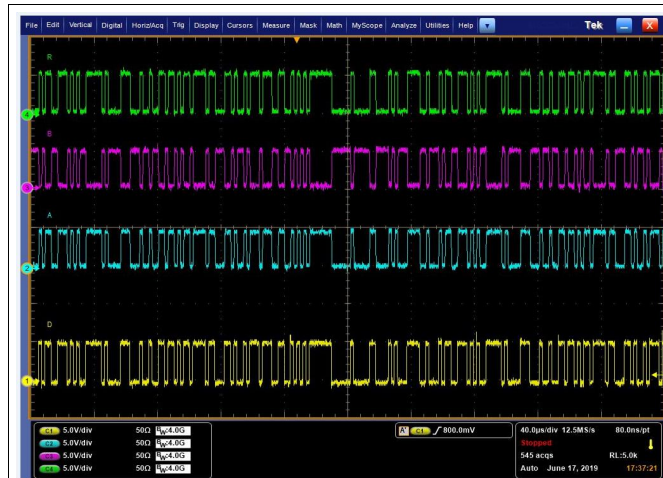 File Edit Vertical Digital Horiz/Acq Trig Display Cursors Measure Mask Math MyScope Analyze Utilities Help Tek X
R
4
B
A
2
D
1
C1 5.0V/div 50Ω BW:4.0G
C2 5.0V/div 50Ω BW:4.0G
C3 5.0V/div 50Ω BW:4.0G
C4 5.0V/div 50Ω BW:4.0G
A' C1 800.0mV
40.0µs/div 12.5MS/s 80.0ns/pt
Stopped
545 acqs RL:5.0k
Auto June 17, 2019 17:37:21